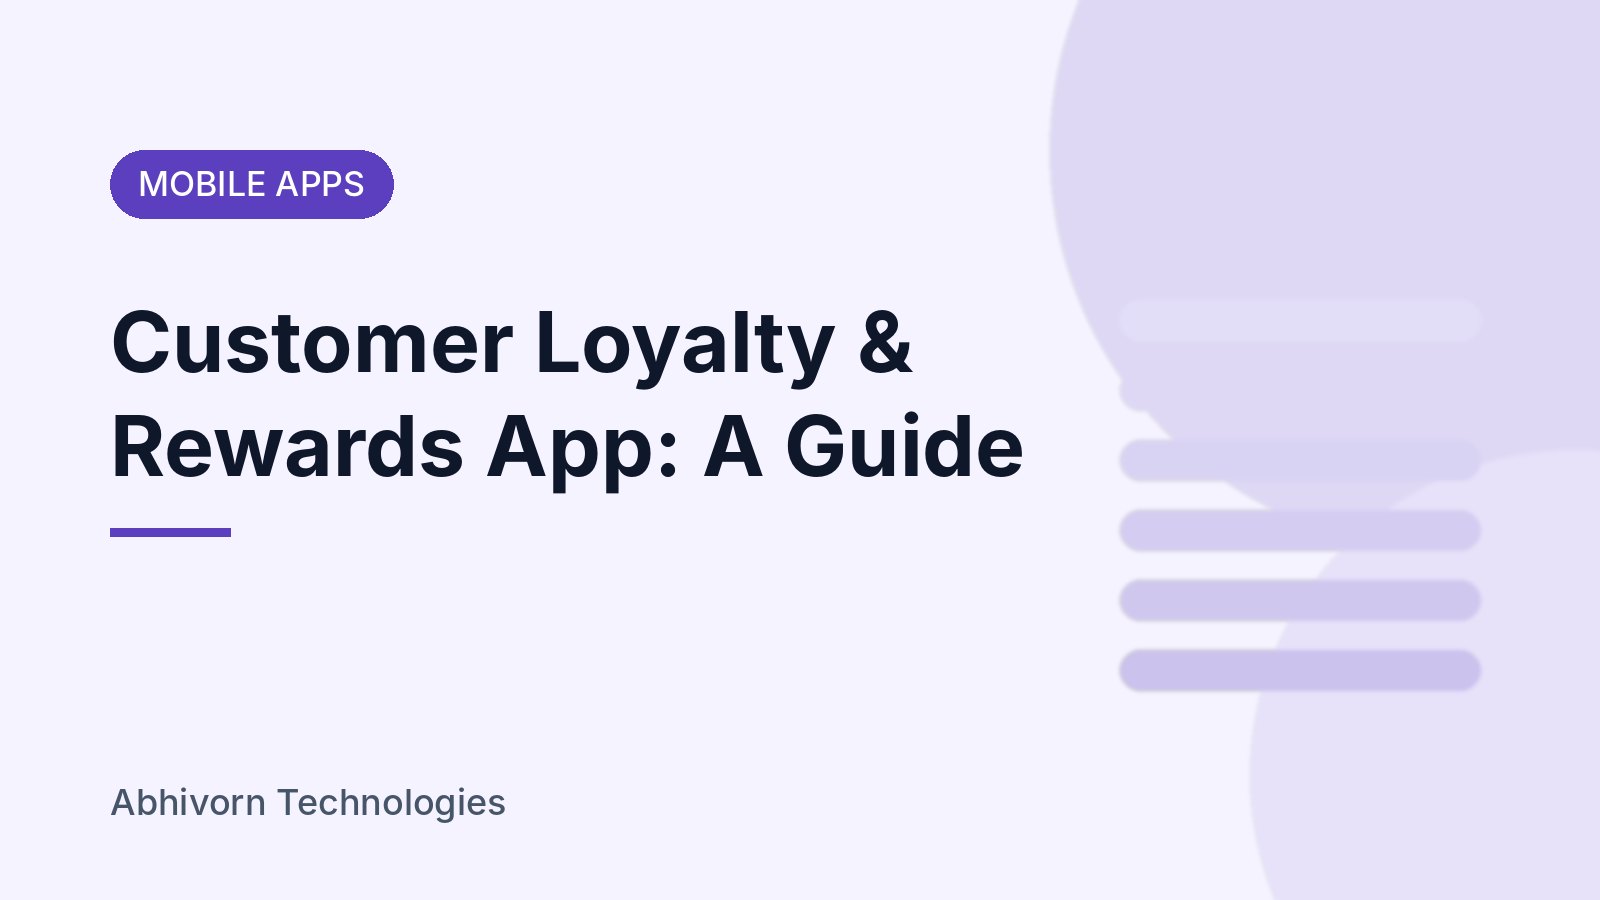 MOBILE APPS
Customer Loyalty &
Rewards App: A Guide
Abhivorn Technologies